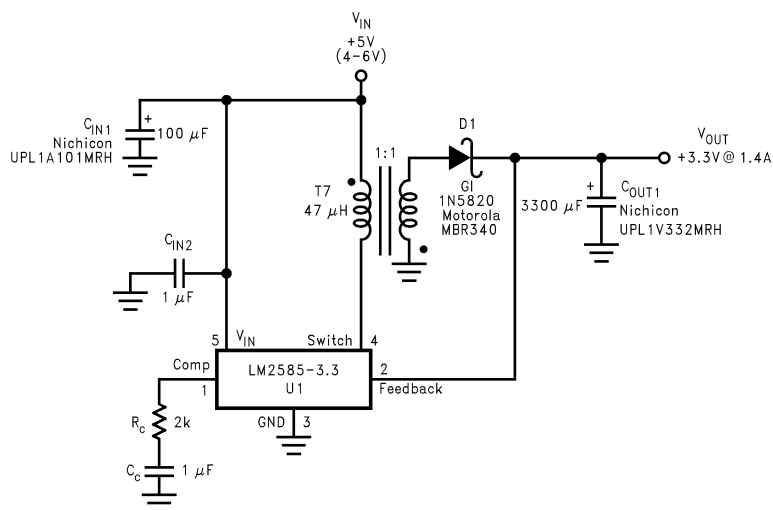 V_IN
+5V
(4-6V)
C_IN1
Nichicon
UPL1A101MRH
+
100 μF
1:1
D1
GI
1N5820
Motorola
MBR340
V_OUT
+3.3V@ 1.4A
T7
47 μH
3300 μF
+
C_OUT1
Nichicon
UPL1V332MRH
C_IN2
1 μF
5
V_IN
Switch
4
Comp
1
LM2585-3.3
U1
2
Feedback
GND
3
R_c
2k
C_c
1 μF